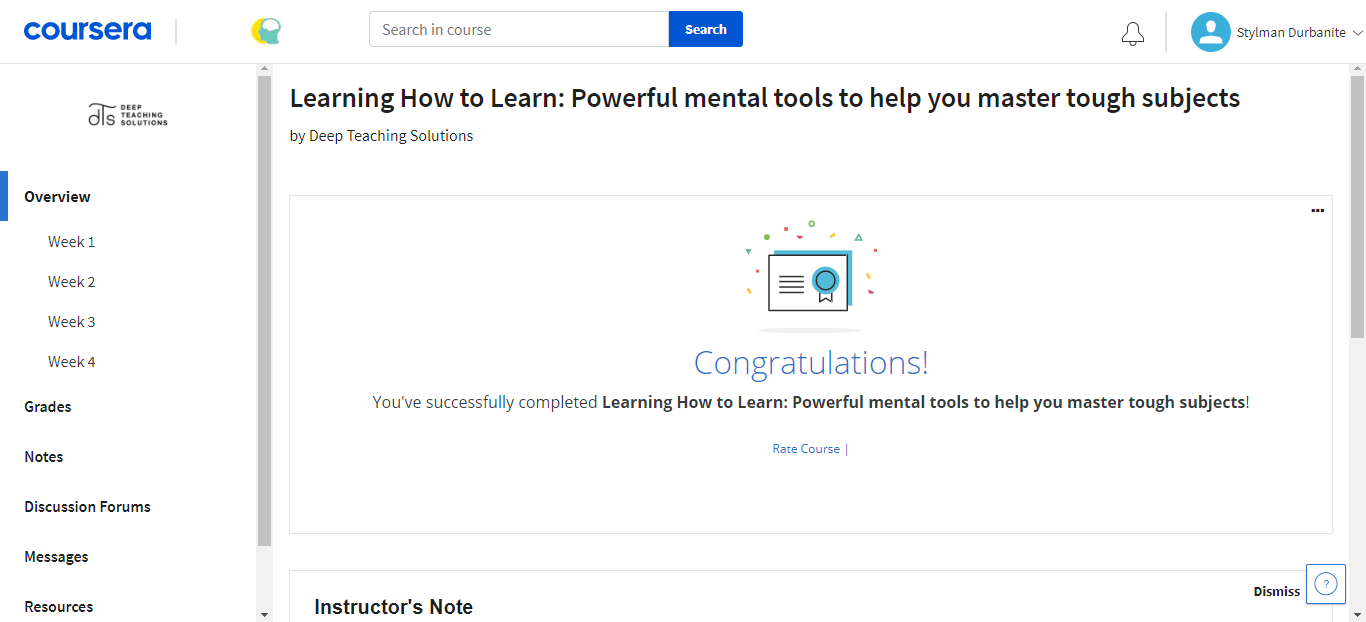 coursera
Search in course
Search
Stylman Durbanite
DEEP
TEACHING
SOLUTIONS
Overview
Week 1
Week 2
Week 3
Week 4
Grades
Notes
Discussion Forums
Messages
Resources
Learning How to Learn: Powerful mental tools to help you master tough subjects
by Deep Teaching Solutions
Congratulations!
You've successfully completed Learning How to Learn: Powerful mental tools to help you master tough subjects!
Rate Course |
Instructor's Note
Dismiss
?